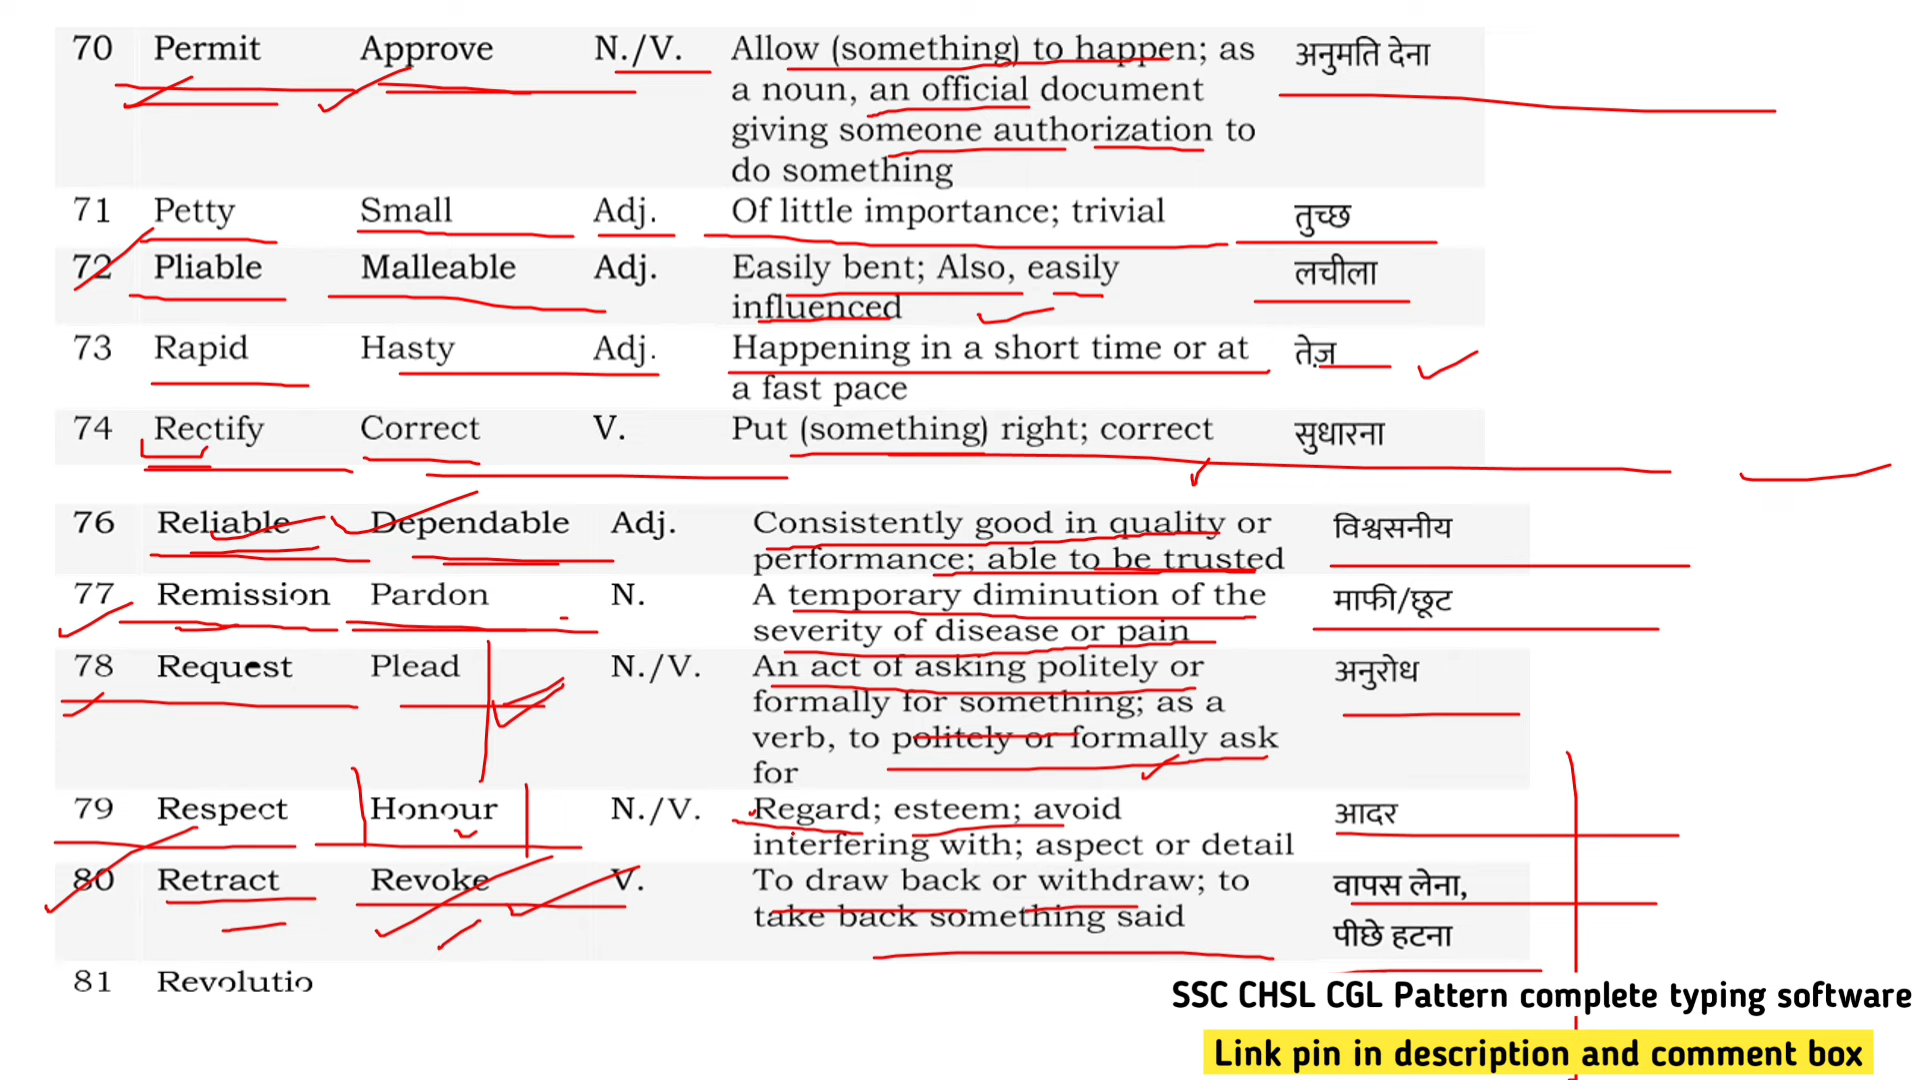 70 Permit Approve N./V. Allow (something) to happen; as अनुमति देना
a noun, an official document
giving someone authorization to
do something
71 Petty Small Adj. Of little importance; trivial तुच्छ
72 Pliable Malleable Adj. Easily bent; Also, easily लचीला
influenced
73 Rapid Hasty Adj. Happening in a short time or at तेज़
a fast pace
74 Rectify Correct V. Put (something) right; correct सुधारना
76 Reliable Dependable Adj. Consistently good in quality or विश्वसनीय
performance; able to be trusted
77 Remission Pardon N. A temporary diminution of the माफी/छूट
severity of disease or pain
78 Request Plead N./V. An act of asking politely or अनुरोध
formally for something; as a
verb, to politely or formally ask
for
79 Respect Honour N./V. Regard; esteem; avoid आदर
interfering with; aspect or detail
80 Retract Revoke V. To draw back or withdraw; to वापस लेना,
take back something said पीछे हटना
81 Revolutio
SSC CHSL CGL Pattern complete typing software
Link pin in description and comment box